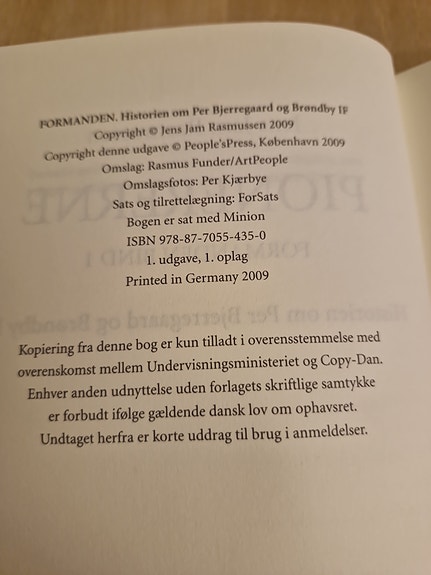 FORMANDEN. Historien om Per Bjerregaard og Brøndby IF
Copyright © Jens Jam Rasmussen 2009
Copyright denne udgave © People'sPress, København 2009
Omslag: Rasmus Funder/ArtPeople
Omslagsfotos: Per Kjærbye
Sats og tilrettelægning: ForSats
Bogen er sat med Minion
ISBN 978-87-7055-435-0
1. udgave, 1. oplag
Printed in Germany 2009
Kopiering fra denne bog er kun tilladt i overensstemmelse med
overenskomst mellem Undervisningsministeriet og Copy-Dan.
Enhver anden udnyttelse uden forlagets skriftlige samtykke
er forbudt ifølge gældende dansk lov om ophavsret.
Undtaget herfra er korte uddrag til brug i anmeldelser.